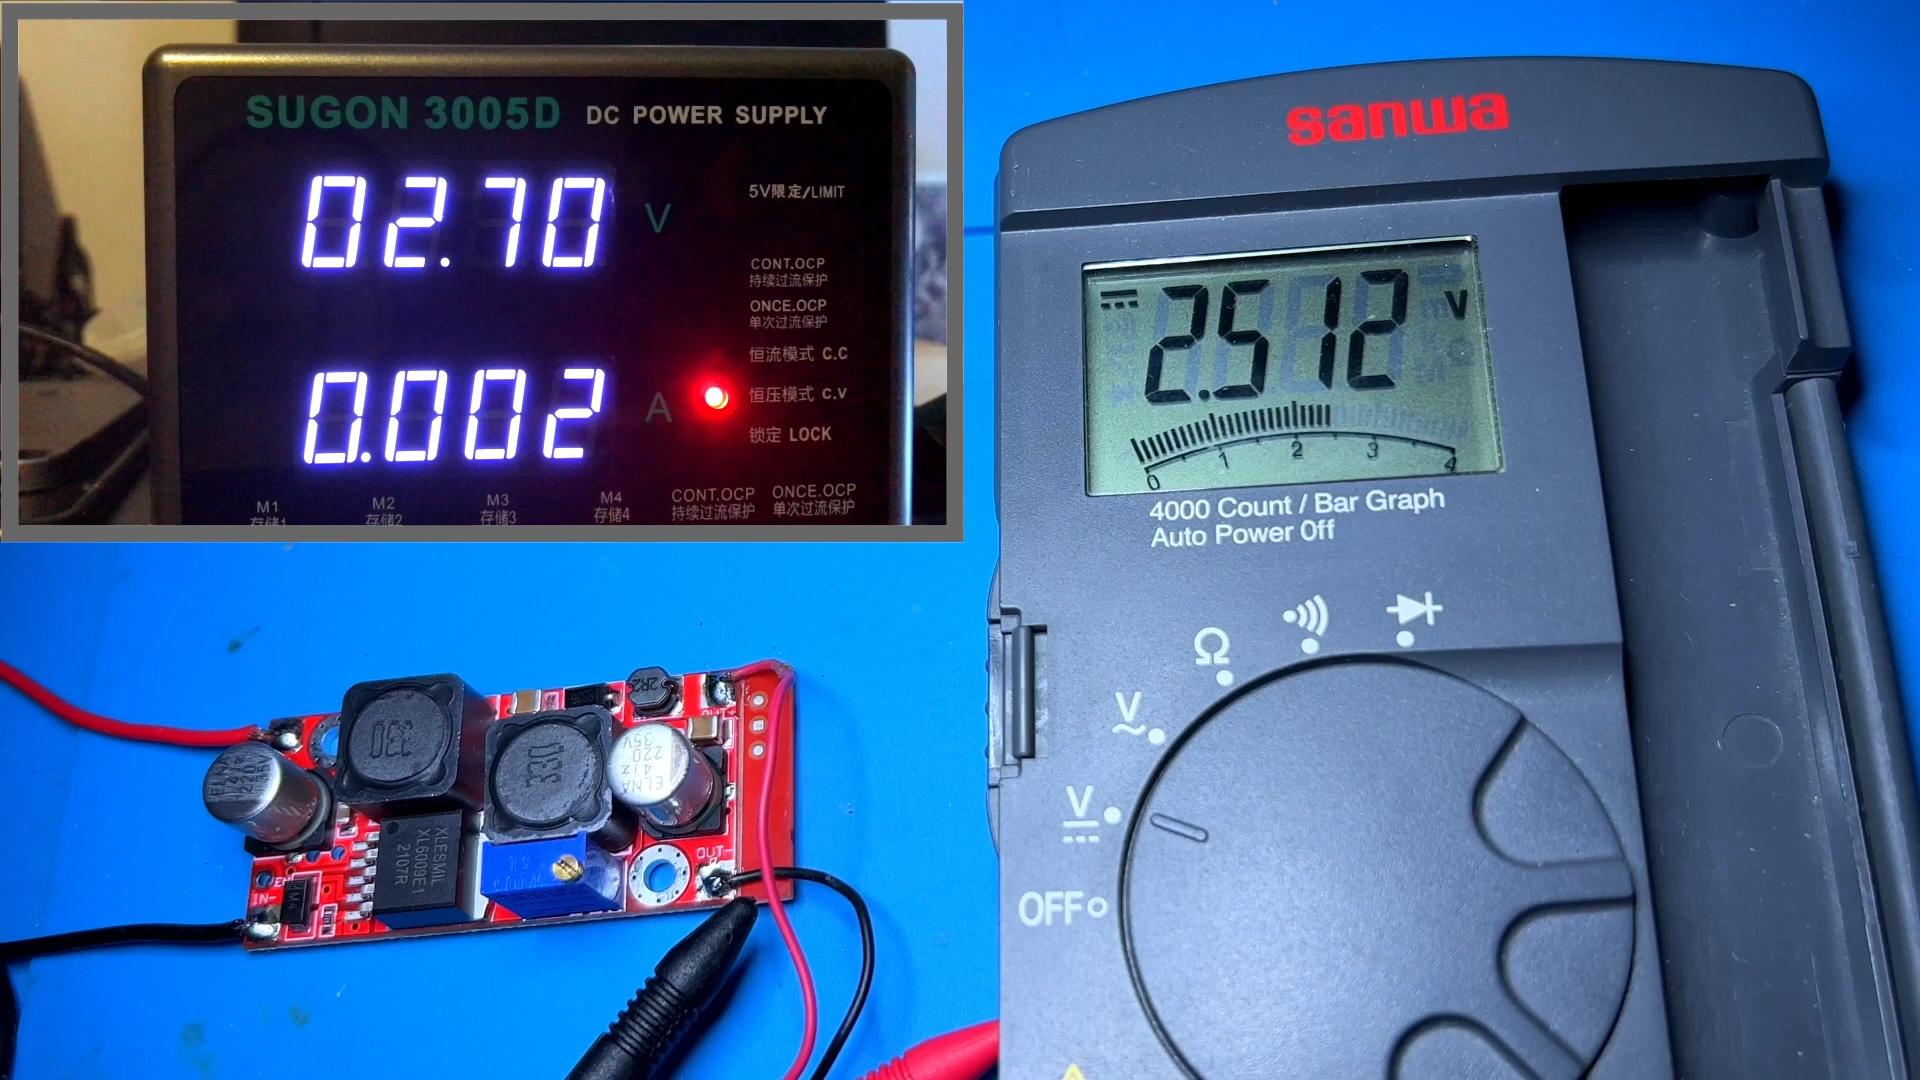 SUGON 3005D DC POWER SUPPLY
02.70 V
5V限定/LIMIT
CONT.OCP
持续过流保护
ONCE.OCP
单次过流保护
恒流模式 C.C
0.002 A
恒压模式 C.V
锁定 LOCK
M1 M2 M3 M4 CONT.OCP ONCE.OCP
存储1 存储2 存储3 存储4 持续过流保护 单次过流保护
sanwa
2.512 V
0 1 2 3 4
4000 Count / Bar Graph
Auto Power Off
Ω
V
V
OFF
330
330
2R2
ELNA
220
35V
XLESMIL
XL6009E1
2107R
IN-
OUT-